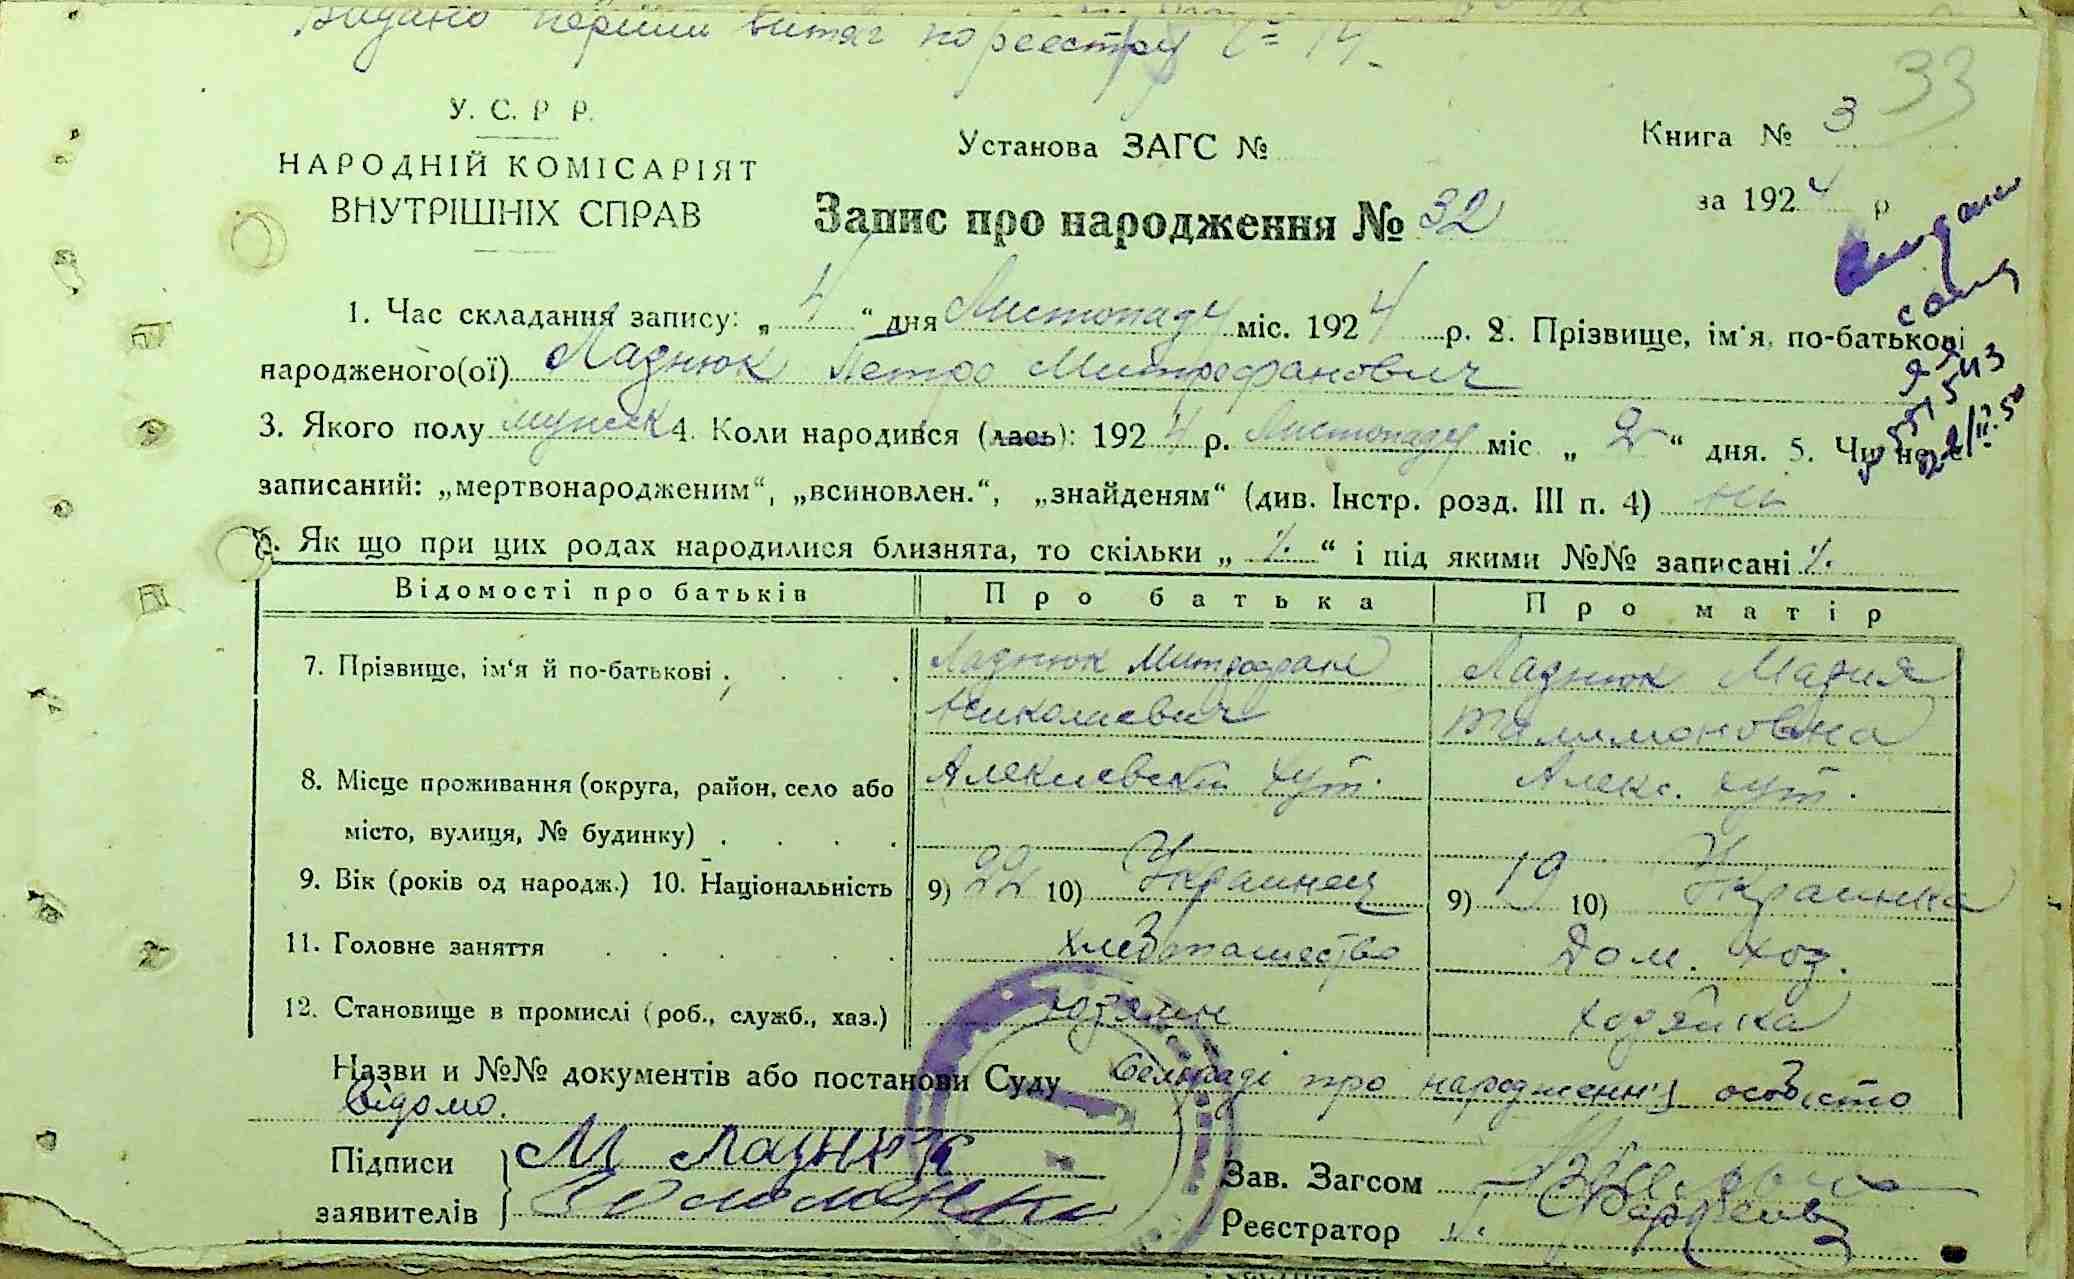 Видано перший витяг по реєстру № 14
33
У. С. Р Р.
НАРОДНІЙ КОМІСАРІЯТ
ВНУТРІШНІХ СПРАВ
Установа ЗАГС №
Книга № 3
за 1924 р
Запис про народження № 32
1. Час складання запису: „ 4 “ дня Листопаду міс. 1924 р. 2. Прізвище, ім'я, по-батькові
народженого(ої) Лазнюк Петро Митрофанович
3. Якого полу мужск 4. Коли народився (лась): 1924 р. Листопаду міс „ 2 “ дня. 5. Чи не є
записаний: „мертвонародженим“, „всиновлен.“, „знайденям“ (див. Інстр. розд. III п. 4) ні
6. Як що при цих родах народилися близнята, то скільки „ “ і під якими №№ записані
Відомості про батьків Про батька Про матір
7. Прізвище, ім'я й по-батькові Лазнюк Митрофан Лазнюк Мария
Николаевич
8. Місце проживання (округа, район, село або хут. Алекс. хут.
місто, вулиця, № будинку)
9. Вік (років од народж.) 10. Національність 9) 22 10) Украинец 9) 19 10) Украинка
11. Головне заняття хлебопашество Дом. хоз.
12. Становище в промислі (роб., служб., хаз.) хозяин хозяйка
Назви и №№ документів або постанови Суду Сельраді про народження особисто
відомо.
Підписи М Лазнюк
заявителів
Зав. Загсом
Реєстратор